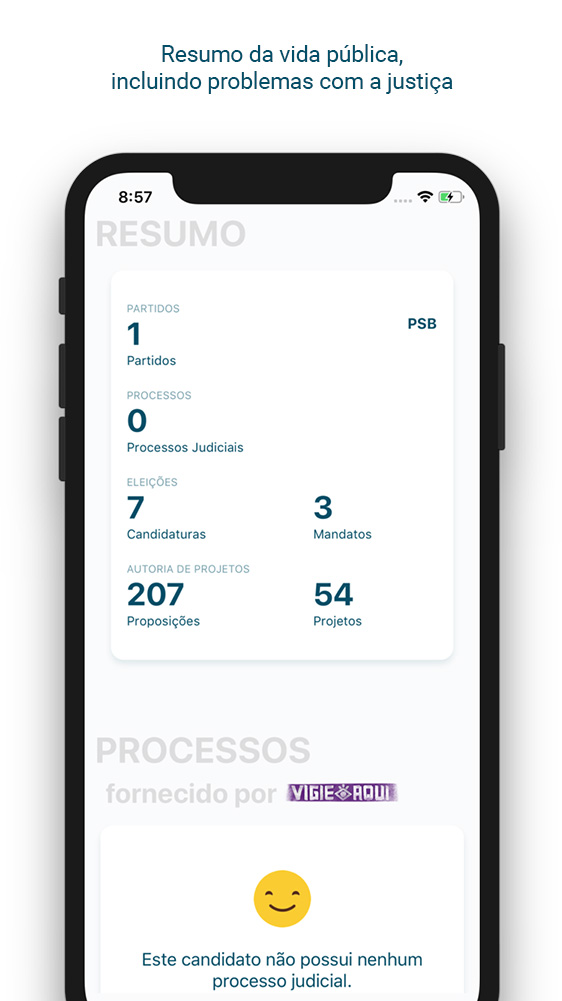 Resumo da vida pública,
incluindo problemas com a justiça
8:57
RESUMO
PARTIDOS
1
PSB
Partidos
PROCESSOS
0
Processos Judiciais
ELEIÇÕES
7 3
Candidaturas Mandatos
AUTORIA DE PROJETOS
207 54
Proposições Projetos
PROCESSOS
fornecido por VIGIE AQUI
Este candidato não possui nenhum
processo judicial.